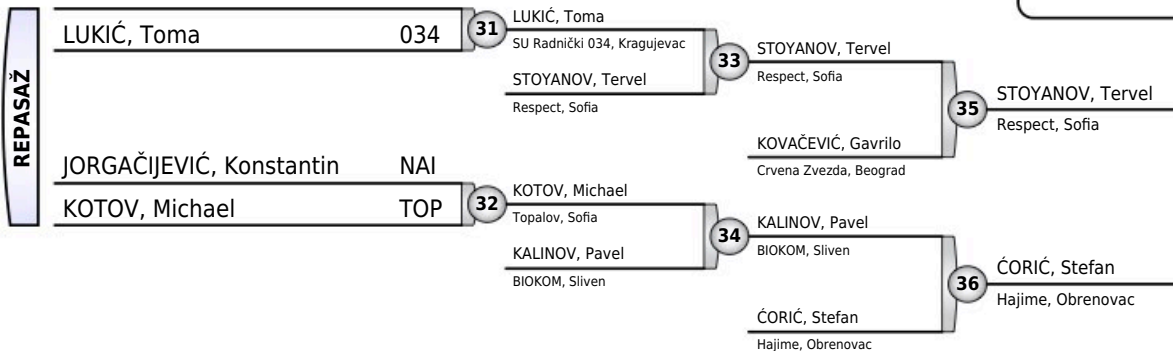 REPASAŽ
LUKIĆ, Toma 034
JORGAČIJEVIĆ, Konstantin NAI
KOTOV, Michael TOP
31
LUKIĆ, Toma
SU Radnički 034, Kragujevac
STOYANOV, Tervel
Respect, Sofia
32
KOTOV, Michael
Topalov, Sofia
KALINOV, Pavel
BIOKOM, Sliven
33
STOYANOV, Tervel
Respect, Sofia
KOVAČEVIĆ, Gavrilo
Crvena Zvezda, Beograd
34
KALINOV, Pavel
BIOKOM, Sliven
ĆORIĆ, Stefan
Hajime, Obrenovac
35
STOYANOV, Tervel
Respect, Sofia
36
ĆORIĆ, Stefan
Hajime, Obrenovac